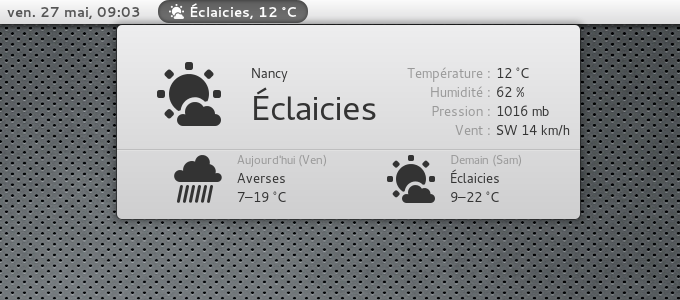 ven. 27 mai, 09:03
Éclaicies, 12 °C
Nancy
Éclaicies
Température : 12 °C
Humidité : 62 %
Pression : 1016 mb
Vent : SW 14 km/h
Aujourd'hui (Ven)
Averses
7–19 °C
Demain (Sam)
Éclaicies
9–22 °C